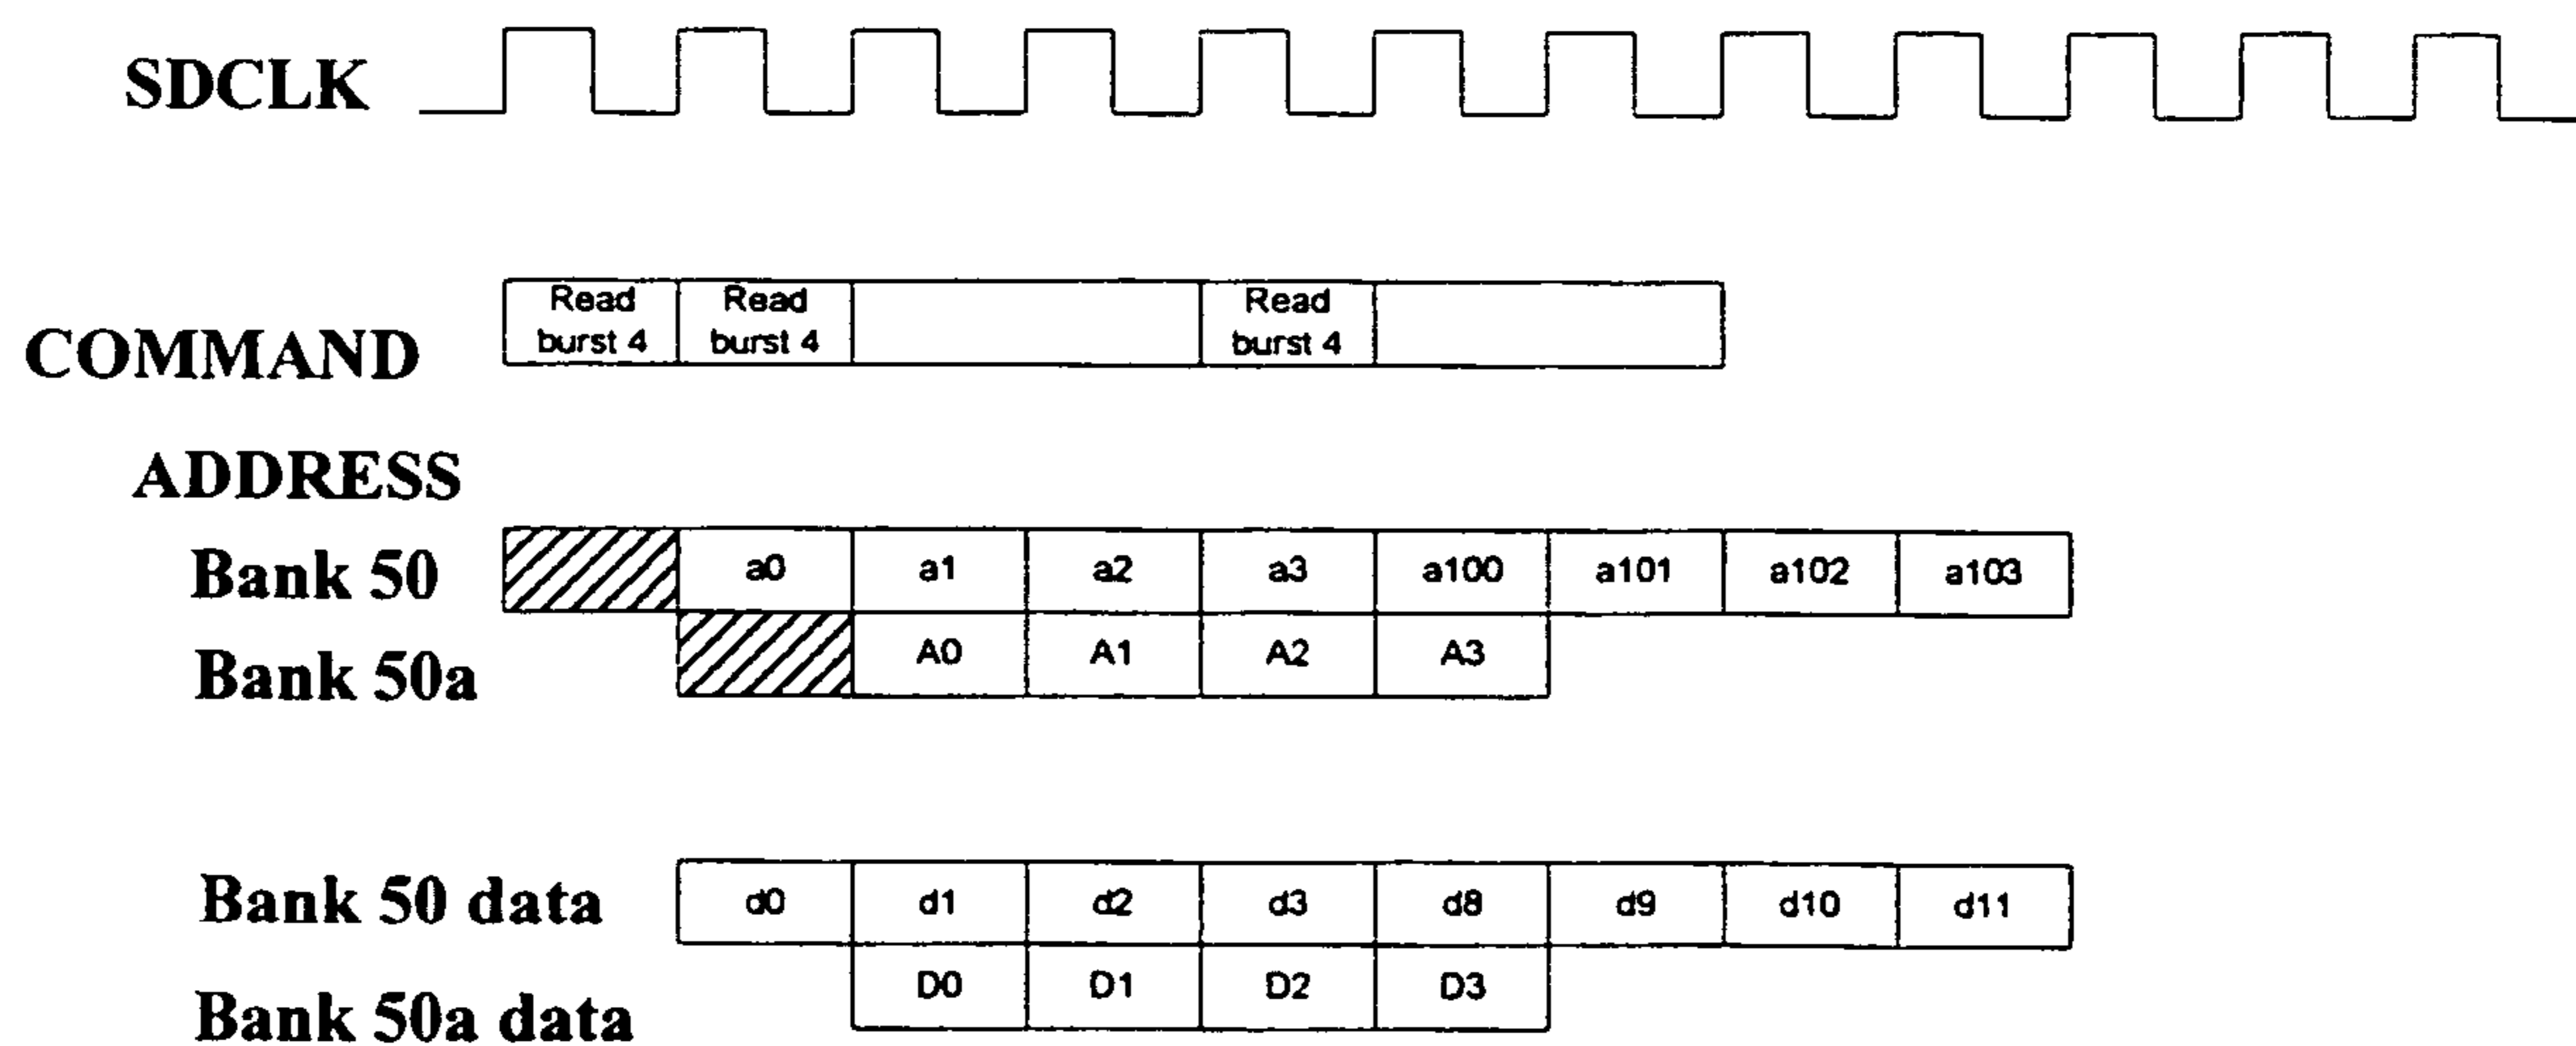 SDCLK
COMMAND
Read burst 4
Read burst 4
Read burst 4
ADDRESS
Bank 50 a0 a1 a2 a3 a100 a101 a102 a103
Bank 50a A0 A1 A2 A3
Bank 50 data d0 d1 d2 d3 d8 d9 d10 d11
Bank 50a data D0 D1 D2 D3